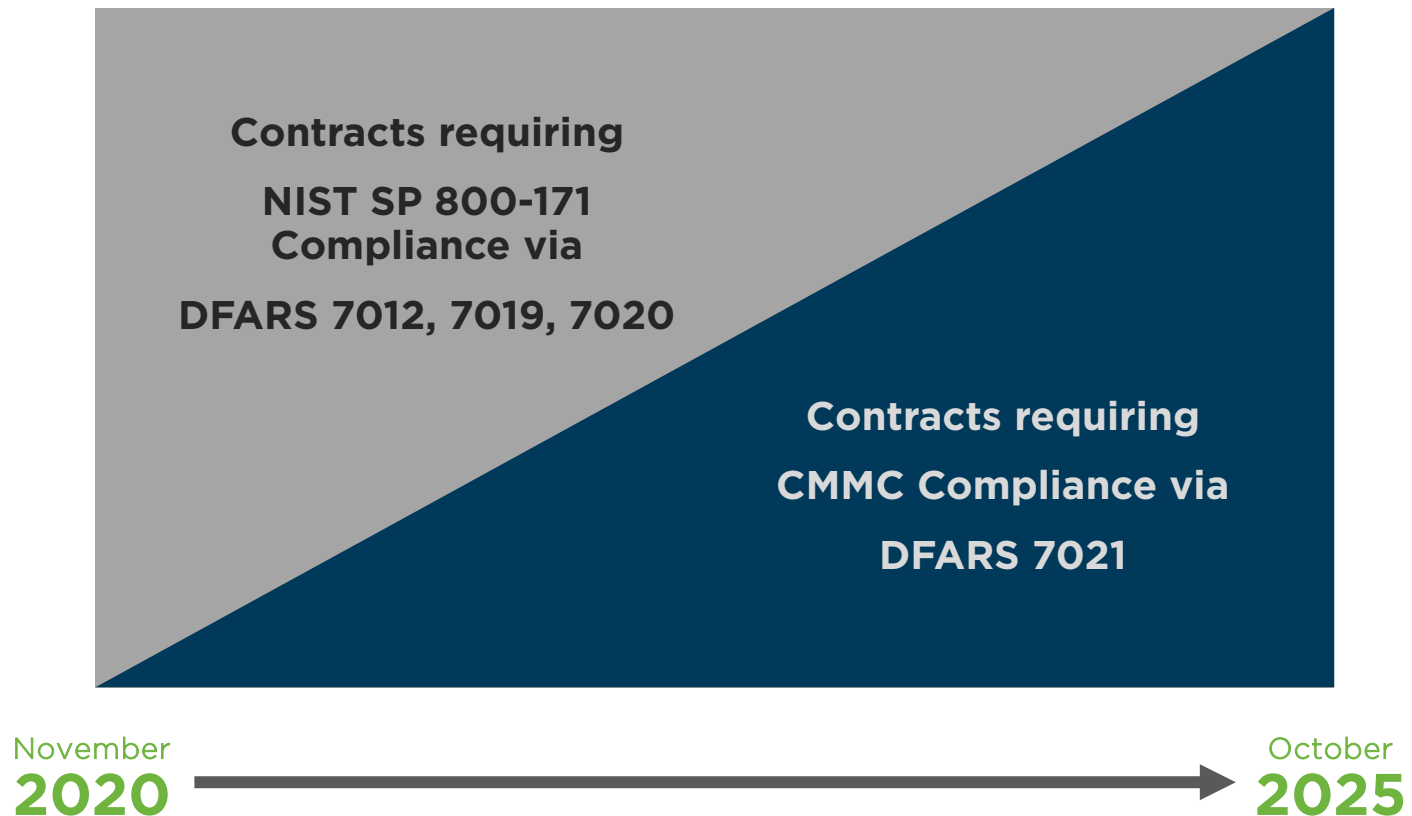 Contracts requiring
NIST SP 800-171
Compliance via
DFARS 7012, 7019, 7020
Contracts requiring
CMMC Compliance via
DFARS 7021
November
2020
October
2025